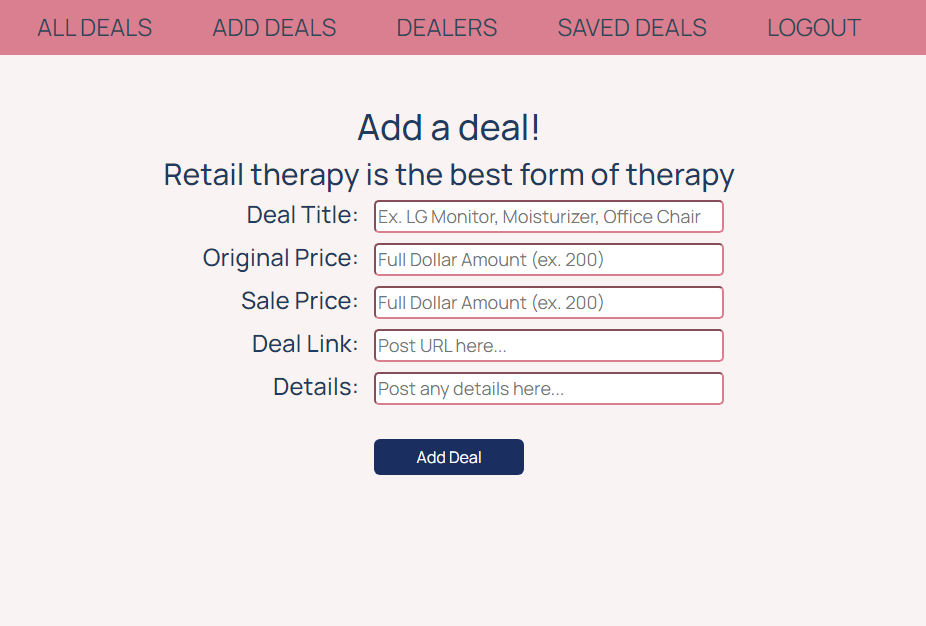 ALL DEALS ADD DEALS DEALERS SAVED DEALS LOGOUT
Add a deal!
Retail therapy is the best form of therapy
Deal Title: Ex. LG Monitor, Moisturizer, Office Chair
Original Price: Full Dollar Amount (ex. 200)
Sale Price: Full Dollar Amount (ex. 200)
Deal Link: Post URL here...
Details: Post any details here...
Add Deal